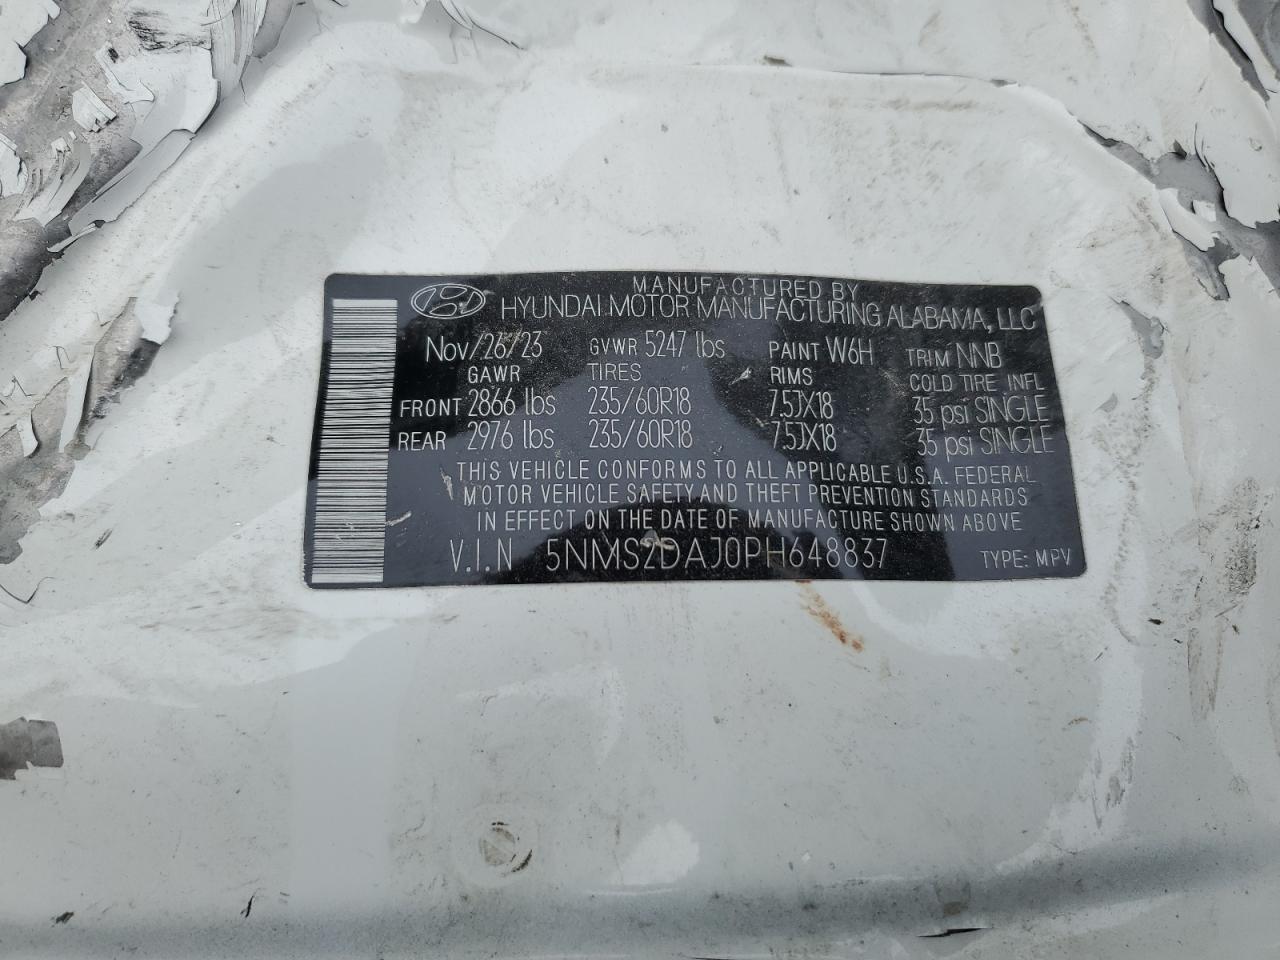 MANUFACTURED BY
HYUNDAI MOTOR MANUFACTURING ALABAMA, LLC
Nov/26/23 GVWR 5247 lbs PAINT W6H TRIM NNB
GAWR TIRES RIMS COLD TIRE INFL
FRONT 2866 lbs 235/60R18 7.5JX18 35 psi SINGLE
REAR 2976 lbs 235/60R18 7.5JX18 35 psi SINGLE
THIS VEHICLE CONFORMS TO ALL APPLICABLE U.S.A. FEDERAL
MOTOR VEHICLE SAFETY AND THEFT PREVENTION STANDARDS
IN EFFECT ON THE DATE OF MANUFACTURE SHOWN ABOVE
V.I.N 5NMS2DAJ0PH648837 TYPE: MPV